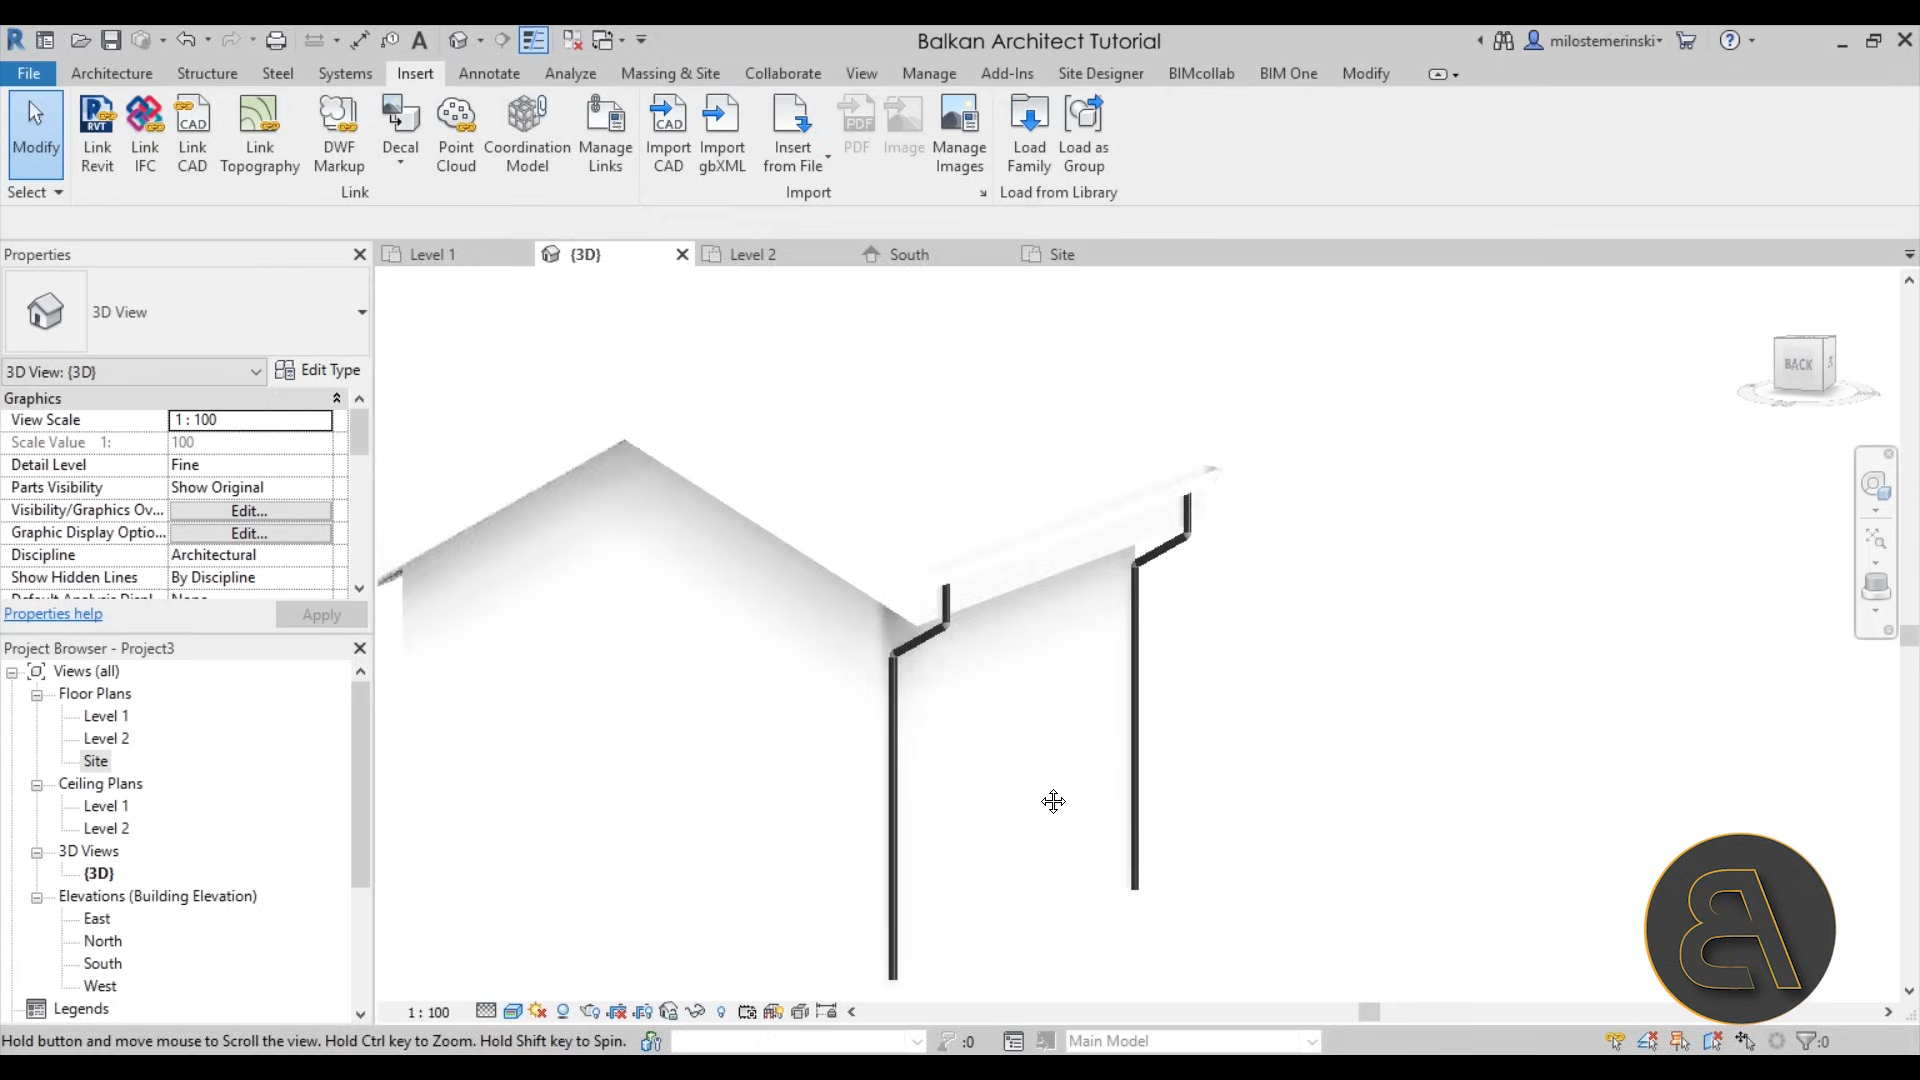 Balkan Architect Tutorial
milostemerinski
File Architecture Structure Steel Systems Insert Annotate Analyze Massing & Site Collaborate View Manage Add-Ins Site Designer BIMcollab BIM One Modify
Modify
Link Revit
Link IFC
Link CAD
Link Topography
DWF Markup
Decal
Point Cloud
Coordination Model
Manage Links
Import CAD
Import gbXML
Insert from File
PDF
Image
Manage Images
Load Family
Load as Group
Select
Link
Import
Load from Library
Properties
Level 1
{3D}
Level 2
South
Site
3D View
3D View: {3D}
Edit Type
Graphics
View Scale 1 : 100
Scale Value 1: 100
Detail Level Fine
Parts Visibility Show Original
Visibility/Graphics Ov... Edit...
Graphic Display Optio... Edit...
Discipline Architectural
Show Hidden Lines By Discipline
Properties help
Apply
Project Browser - Project3
Views (all)
Floor Plans
Level 1
Level 2
Site
Ceiling Plans
Level 1
Level 2
3D Views
{3D}
Elevations (Building Elevation)
East
North
South
West
Legends
BACK
1 : 100
Hold button and move mouse to Scroll the view. Hold Ctrl key to Zoom. Hold Shift key to Spin.
:0
Main Model
:0